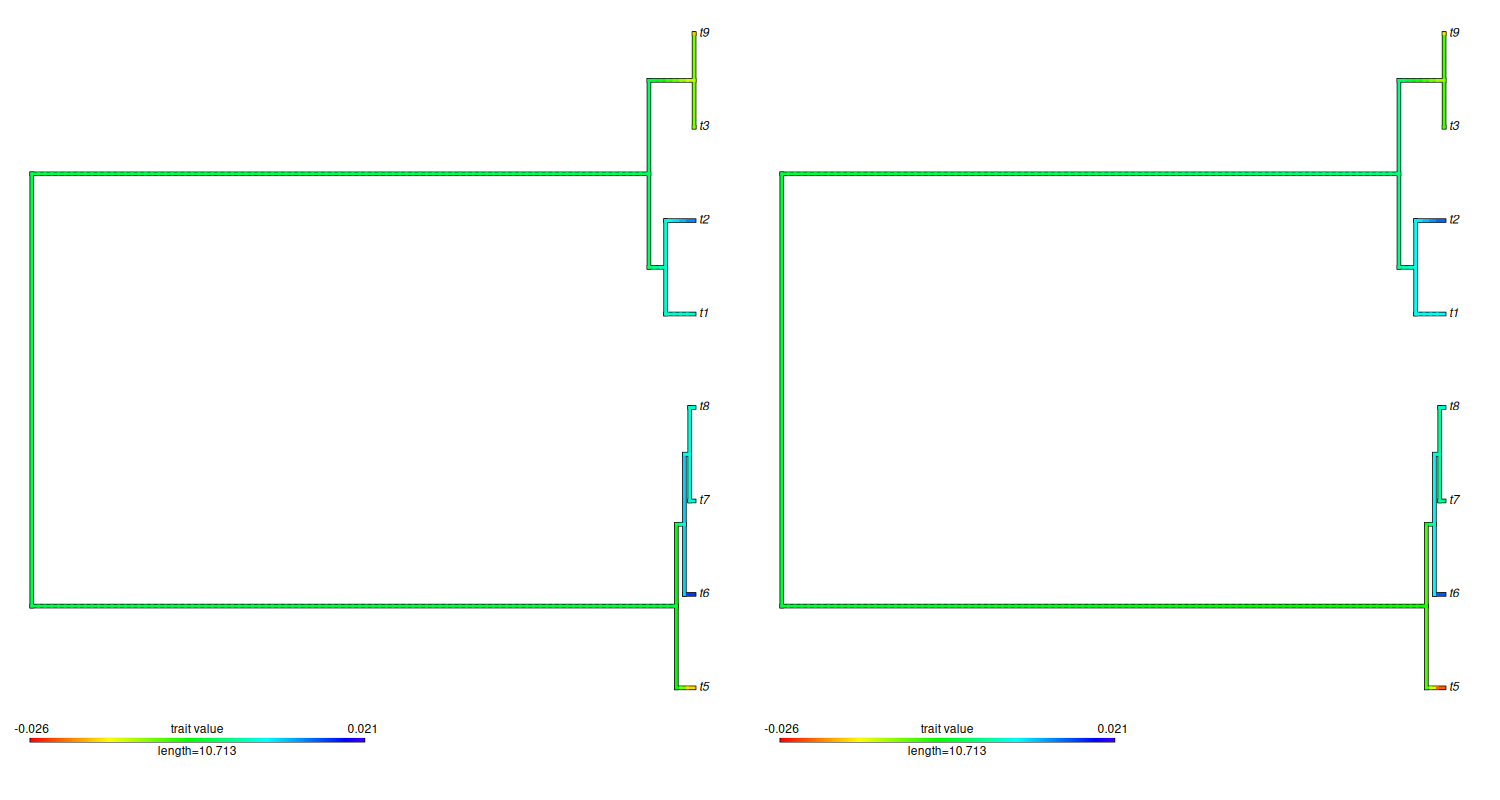 t9
t3
t2
t1
t8
t7
t6
t5
-0.026 trait value 0.021
length=10.713
t9
t3
t2
t1
t8
t7
t6
t5
-0.026 trait value 0.021
length=10.713